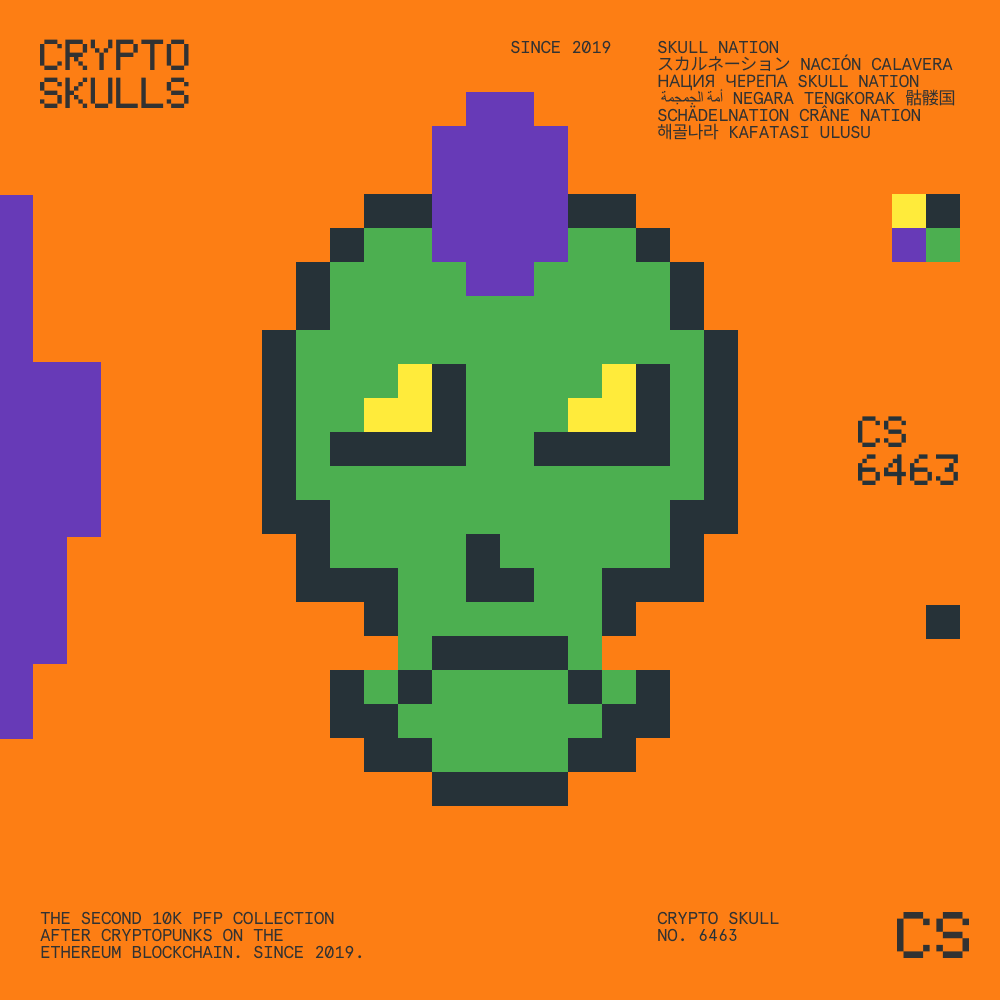 CRYPTO
SKULLS
SINCE 2019
SKULL NATION
スカルネーション NACIÓN CALAVERA
НАЦИЯ ЧЕРЕПА SKULL NATION
أمة الجمجمة NEGARA TENGKORAK 骷髅国
SCHÄDELNATION CRÂNE NATION
해골나라 KAFATASI ULUSU
CS
6463
THE SECOND 10K PFP COLLECTION
AFTER CRYPTOPUNKS ON THE
ETHEREUM BLOCKCHAIN. SINCE 2019.
CRYPTO SKULL
NO. 6463
CS